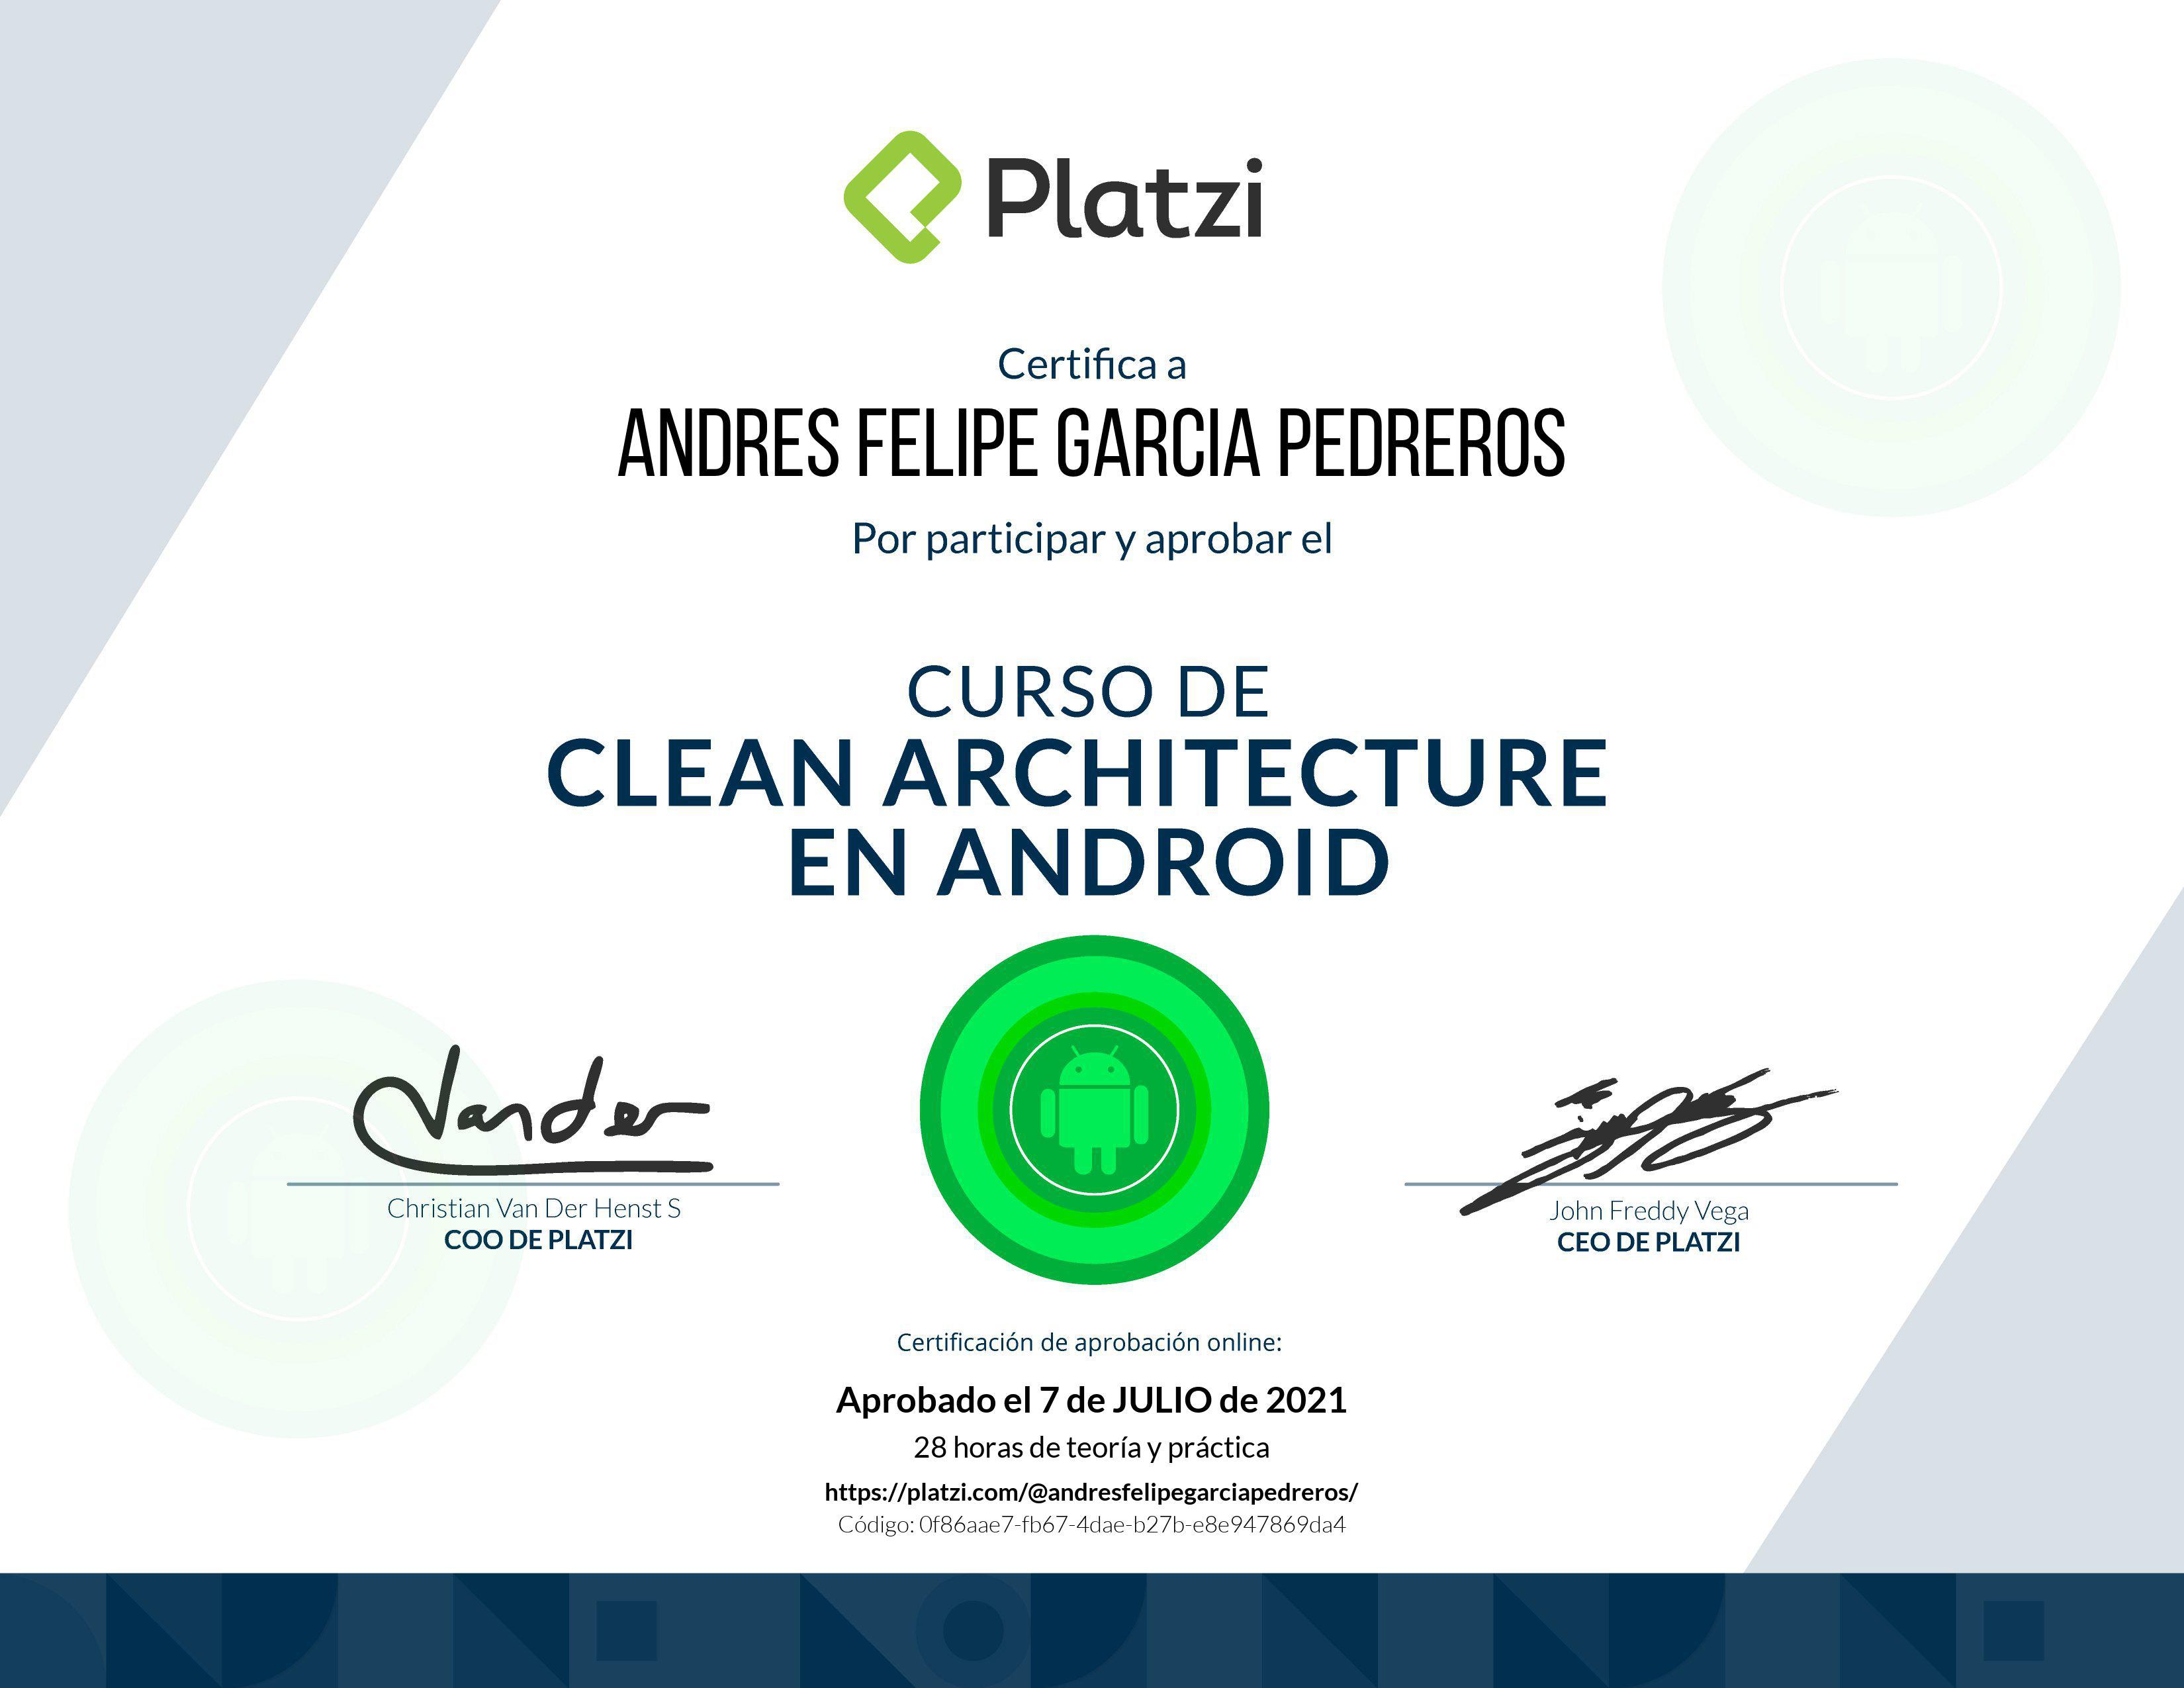 Platzi
Certifica a
ANDRES FELIPE GARCIA PEDREROS
Por participar y aprobar el
CURSO DE
CLEAN ARCHITECTURE
EN ANDROID
Vander
Christian Van Der Henst S
COO DE PLATZI
John Freddy Vega
CEO DE PLATZI
Certificación de aprobación online:
Aprobado el 7 de JULIO de 2021
28 horas de teoría y práctica
https://platzi.com/@andresfelipegarciapedreros/
Código: 0f86aae7-fb67-4dae-b27b-e8e947869da4